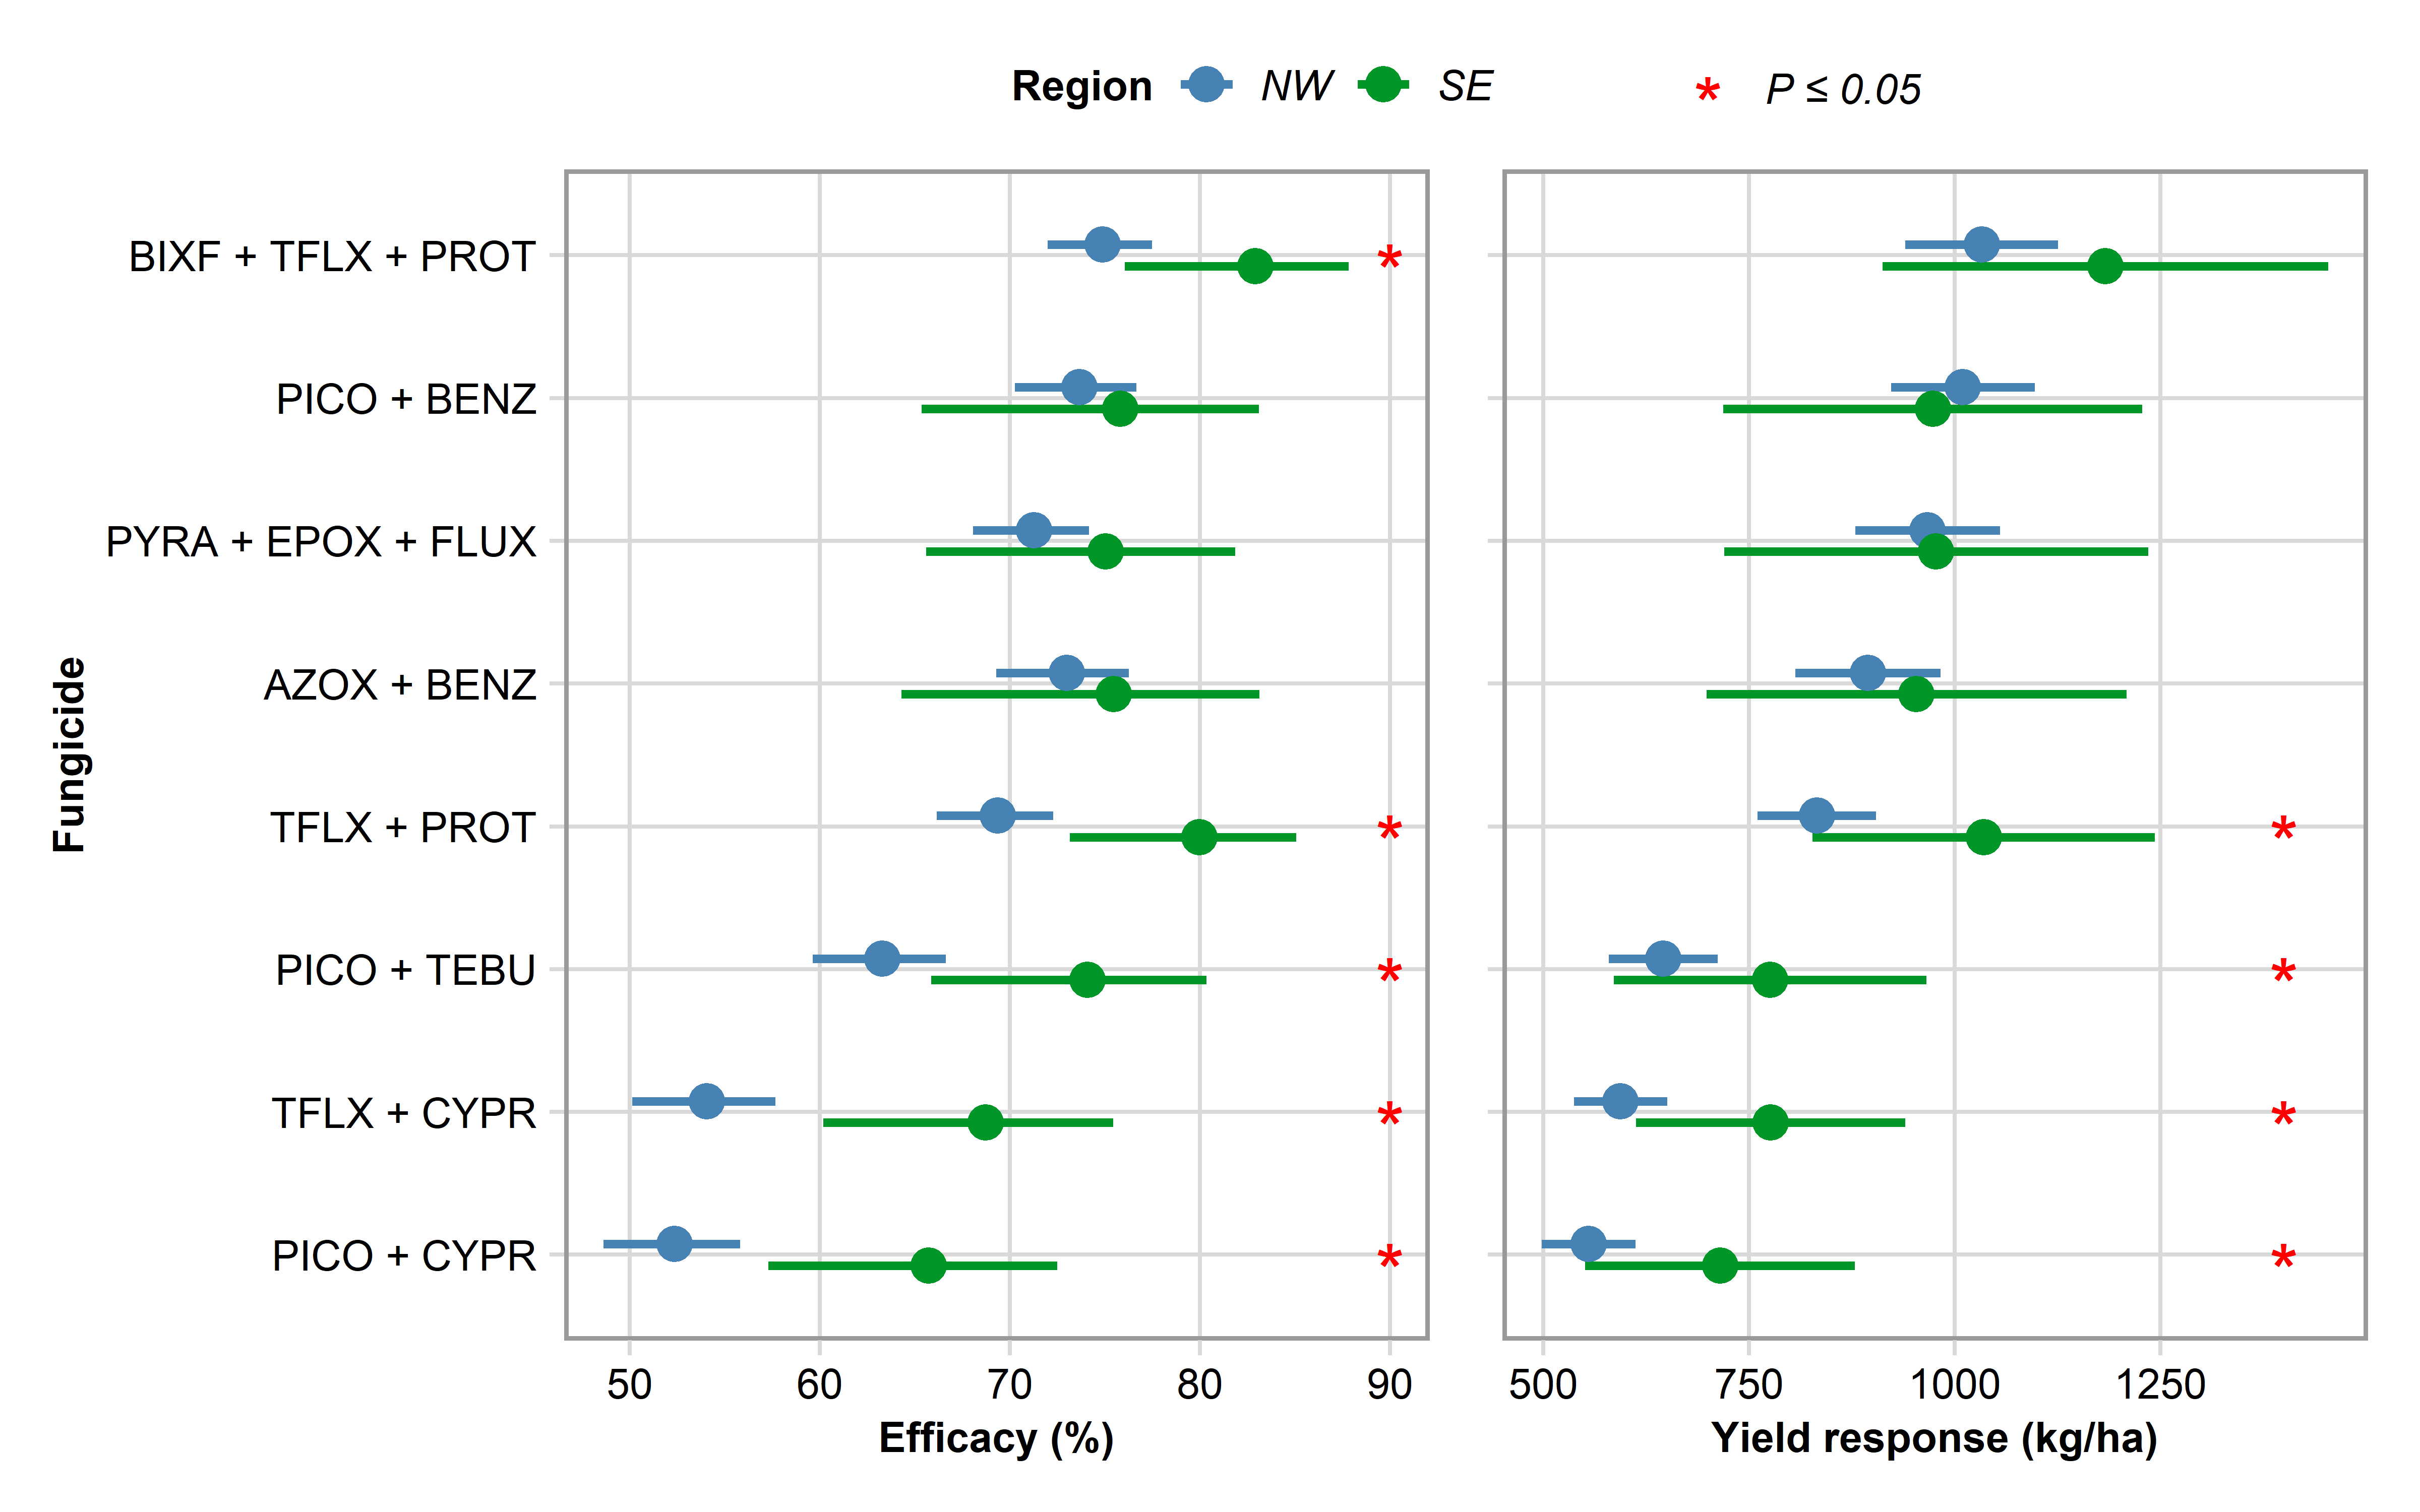 Region NW SE * P ≤ 0.05
Fungicide
BIXF + TFLX + PROT *
PICO + BENZ
PYRA + EPOX + FLUX
AZOX + BENZ
TFLX + PROT * *
PICO + TEBU * *
TFLX + CYPR * *
PICO + CYPR * *
50 60 70 80 90 500 750 1000 1250
Efficacy (%) Yield response (kg/ha)